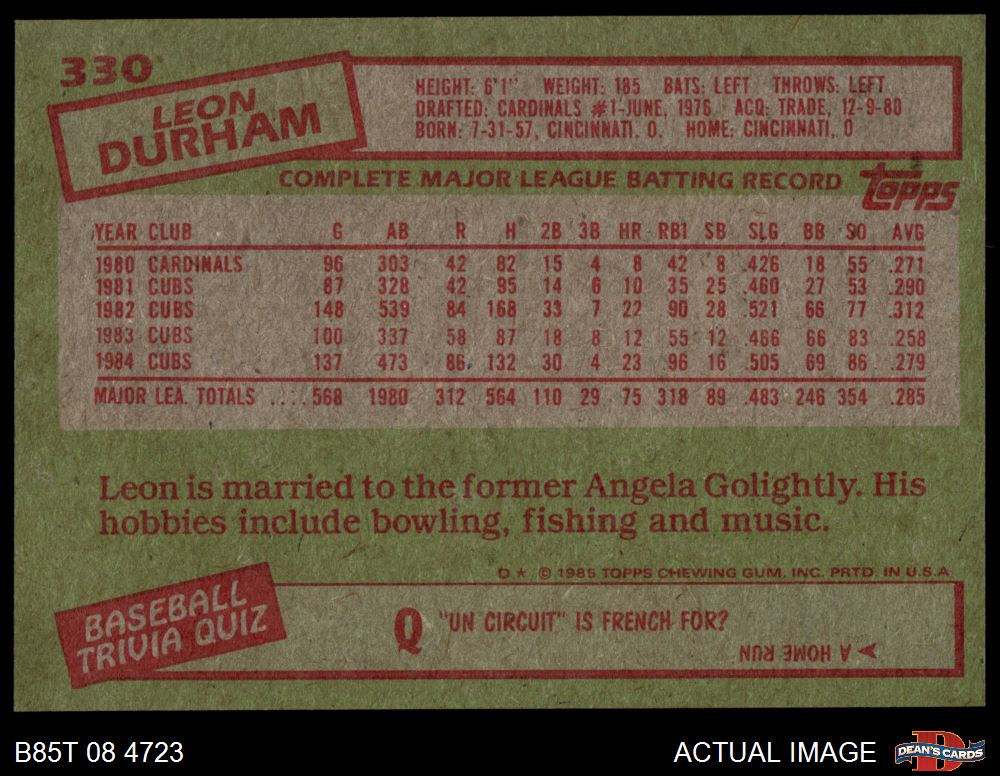 330
LEON
DURHAM
HEIGHT: 6'1" WEIGHT: 185 BATS: LEFT THROWS: LEFT
DRAFTED: CARDINALS #1-JUNE, 1976 ACQ: TRADE, 12-9-80
BORN: 7-31-57, CINCINNATI, O. HOME: CINCINNATI, O
COMPLETE MAJOR LEAGUE BATTING RECORD
Topps
YEAR CLUB G AB R H 2B 3B HR RBI SB SLG BB SO AVG
1980 CARDINALS 96 303 42 82 15 4 8 42 8 .426 18 55 .271
1981 CUBS 87 328 42 95 14 6 10 35 25 .460 27 53 .290
1982 CUBS 148 539 84 168 33 7 22 90 28 .521 66 77 .312
1983 CUBS 100 337 58 87 18 8 12 55 12 .466 66 83 .258
1984 CUBS 137 473 86 132 30 4 23 96 16 .505 69 86 .279
MAJOR LEA. TOTALS .... 568 1980 312 564 110 29 75 318 89 .483 246 354 .285
Leon is married to the former Angela Golightly. His
hobbies include bowling, fishing and music.
D★ © 1985 TOPPS CHEWING GUM, INC. PRTD. IN U.S.A.
BASEBALL
TRIVIA QUIZ
Q "UN CIRCUIT" IS FRENCH FOR?
A HOME RUN
B85T 08 4723
ACTUAL IMAGE
D
DEAN'S CARDS